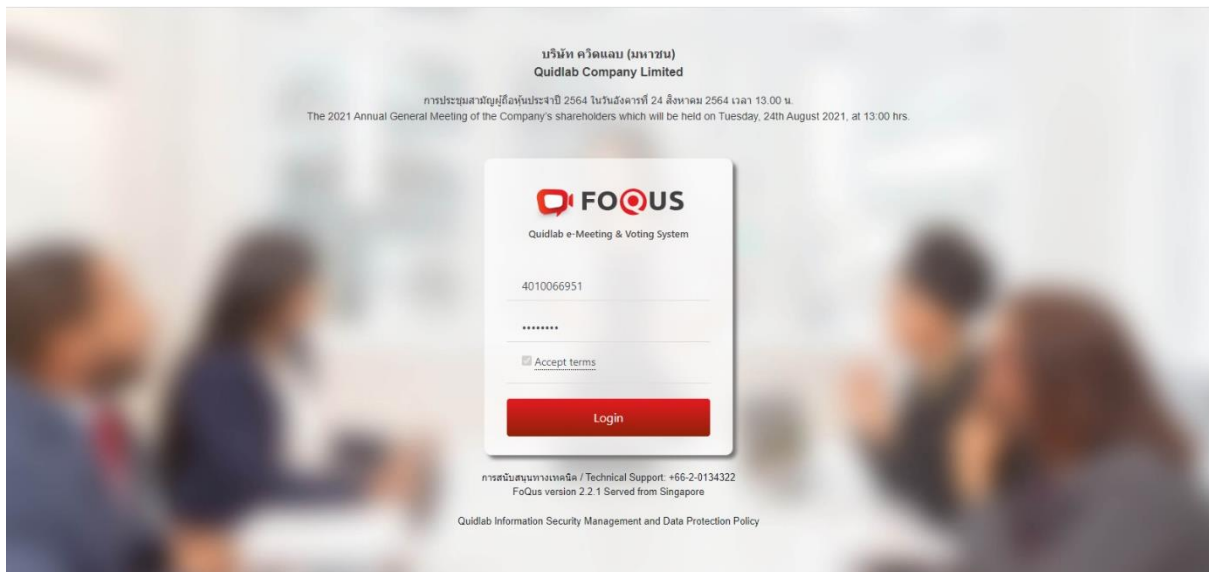 บริษัท ควิดแลบ (มหาชน)
Quidlab Company Limited
การประชุมสามัญผู้ถือหุ้นประจำปี 2564 ในวันอังคารที่ 24 สิงหาคม 2564 เวลา 13.00 น.
The 2021 Annual General Meeting of the Company's shareholders which will be held on Tuesday, 24th August 2021, at 13:00 hrs.
FOQUS
Quidlab e-Meeting & Voting System
4010066951
••••••••
Accept terms
Login
การสนับสนุนทางเทคนิค / Technical Support: +66-2-0134322
FoQus version 2.2.1 Served from Singapore
Quidlab Information Security Management and Data Protection Policy